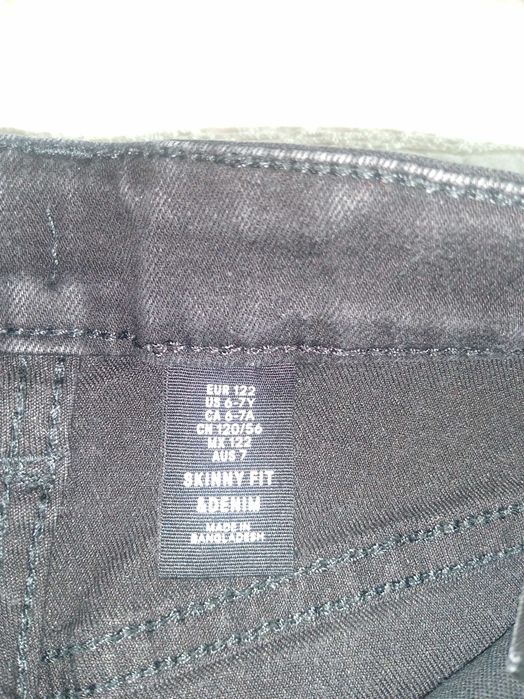 EUR 122
US 6-7Y
CA 6-7A
CN 120/56
MX 122
AUS 7
SKINNY FIT
&DENIM
MADE IN
BANGLADESH